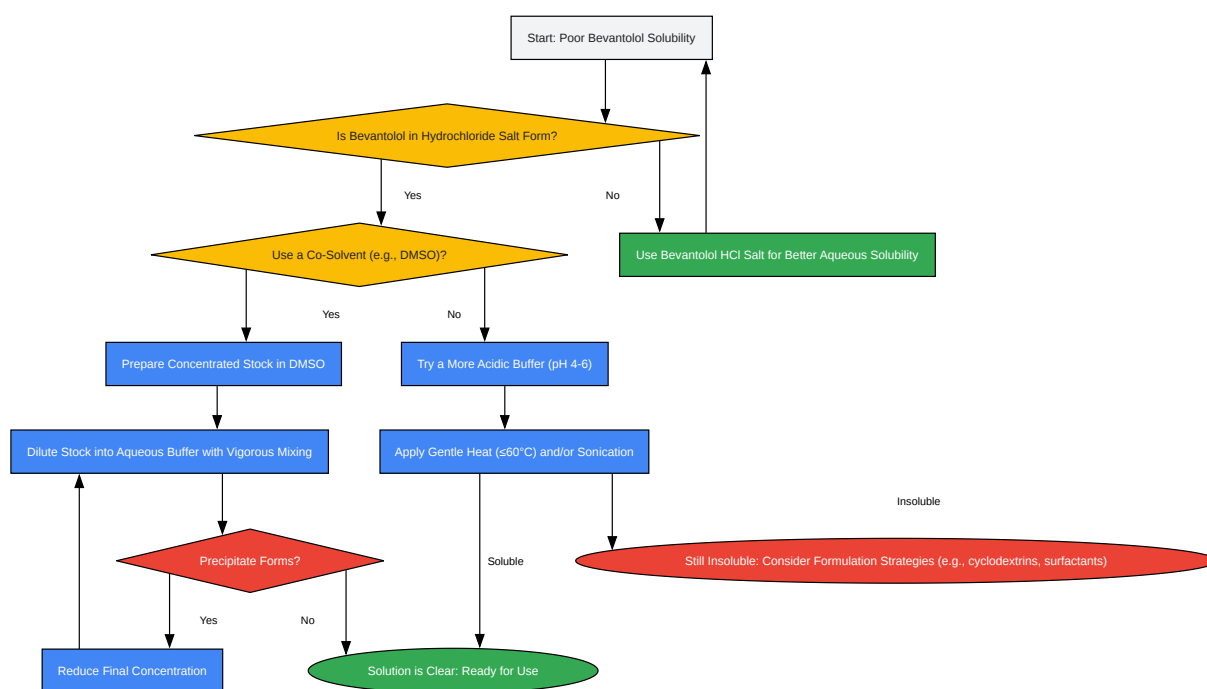 Start: Poor Bevantolol Solubility
Is Bevantolol in Hydrochloride Salt Form?
Yes
No
Use a Co-Solvent (e.g., DMSO)?
Use Bevantolol HCl Salt for Better Aqueous Solubility
Yes
No
Prepare Concentrated Stock in DMSO
Try a More Acidic Buffer (pH 4-6)
Dilute Stock into Aqueous Buffer with Vigorous Mixing
Apply Gentle Heat (≤60°C) and/or Sonication
Insoluble
Precipitate Forms?
Soluble
Still Insoluble: Consider Formulation Strategies (e.g., cyclodextrins, surfactants)
Yes
No
Reduce Final Concentration
Solution is Clear: Ready for Use